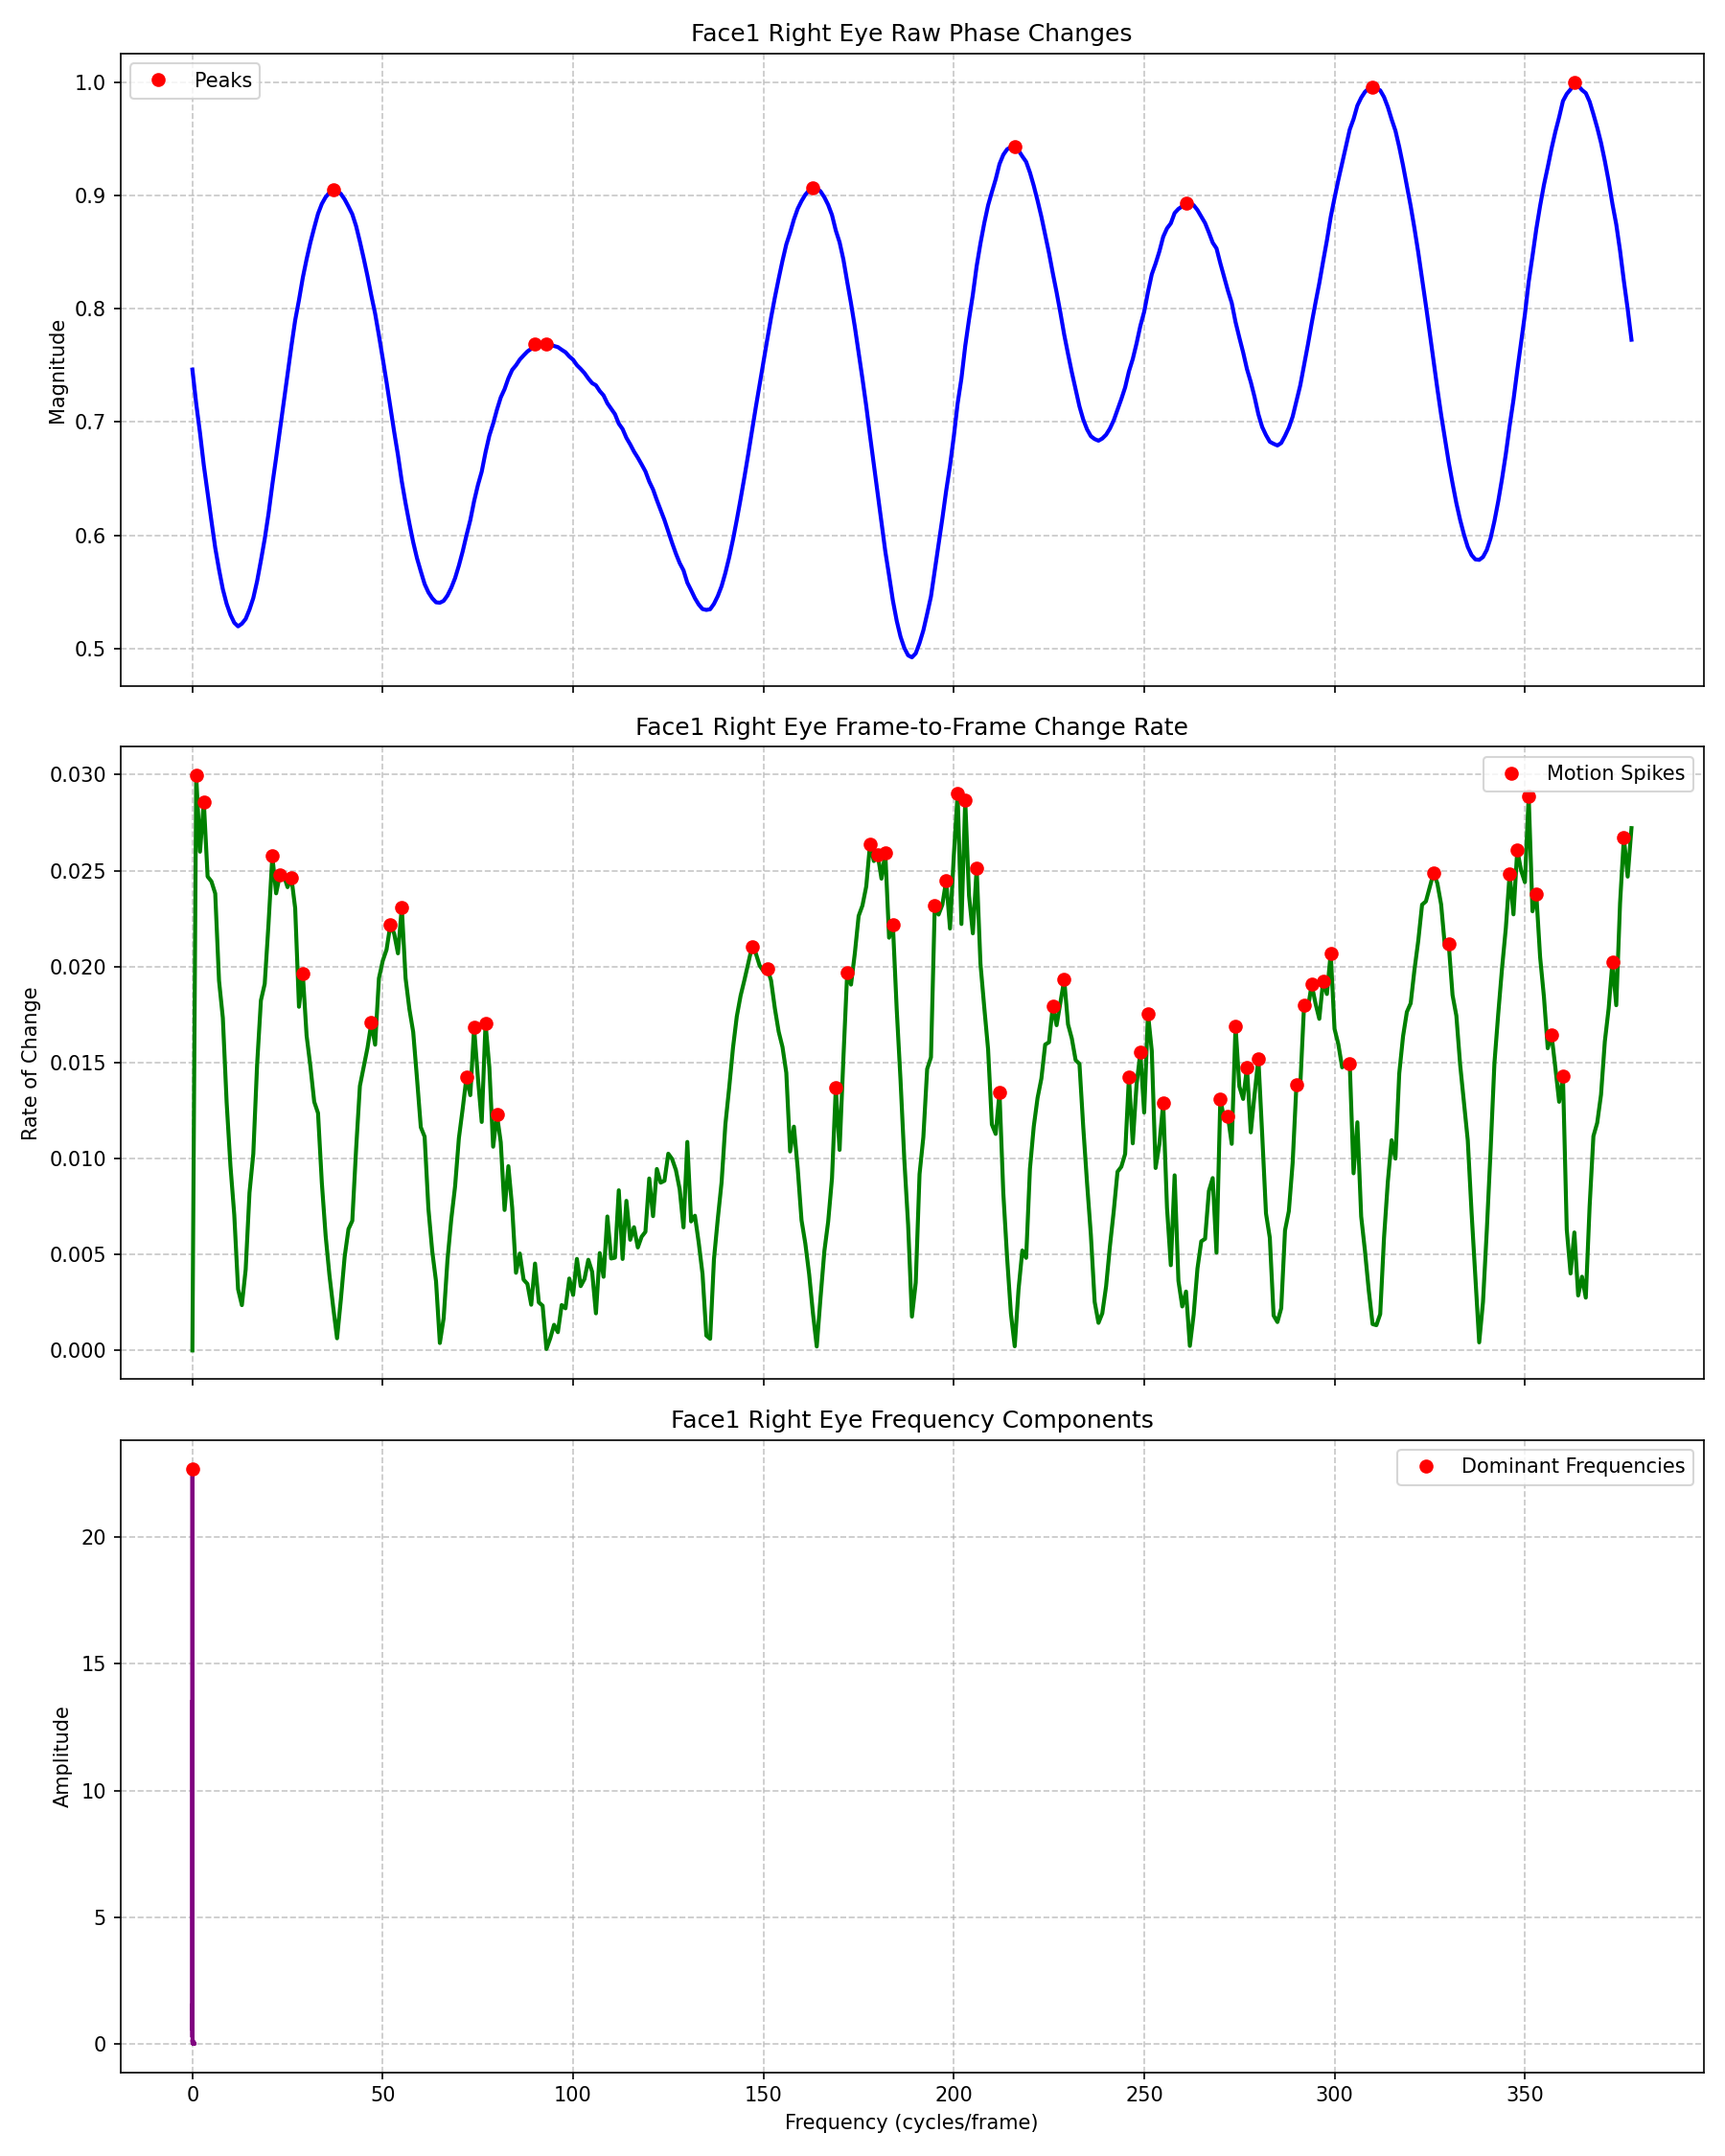 Face1 Right Eye Raw Phase Changes
Peaks
1.0
0.9
0.8
0.7
0.6
0.5
Magnitude
Face1 Right Eye Frame-to-Frame Change Rate
Motion Spikes
0.030
0.025
0.020
0.015
0.010
0.005
0.000
Rate of Change
Face1 Right Eye Frequency Components
Dominant Frequencies
20
15
10
5
0
Amplitude
0 50 100 150 200 250 300 350
Frequency (cycles/frame)